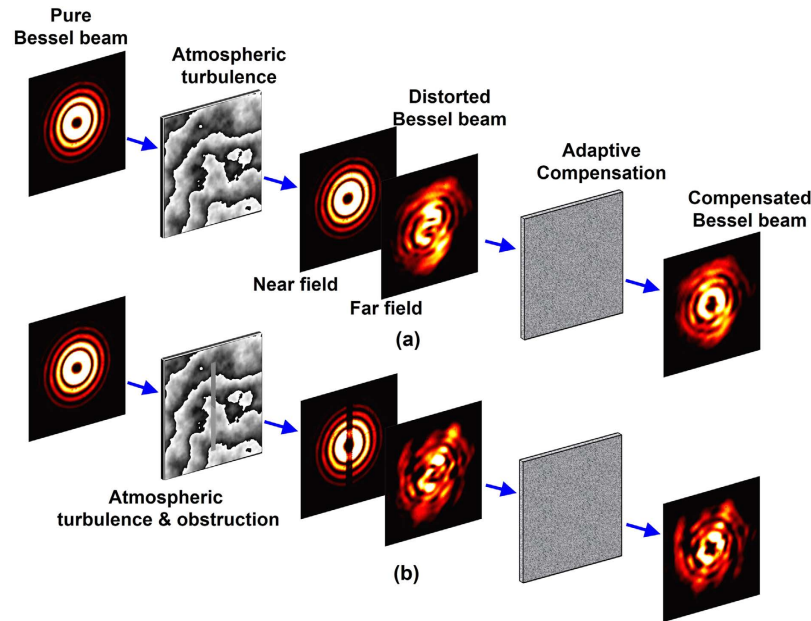 Pure
Bessel beam
Atmospheric
turbulence
Distorted
Bessel beam
Adaptive
Compensation
Compensated
Bessel beam
Near field
Far field
(a)
Atmospheric
turbulence & obstruction
(b)